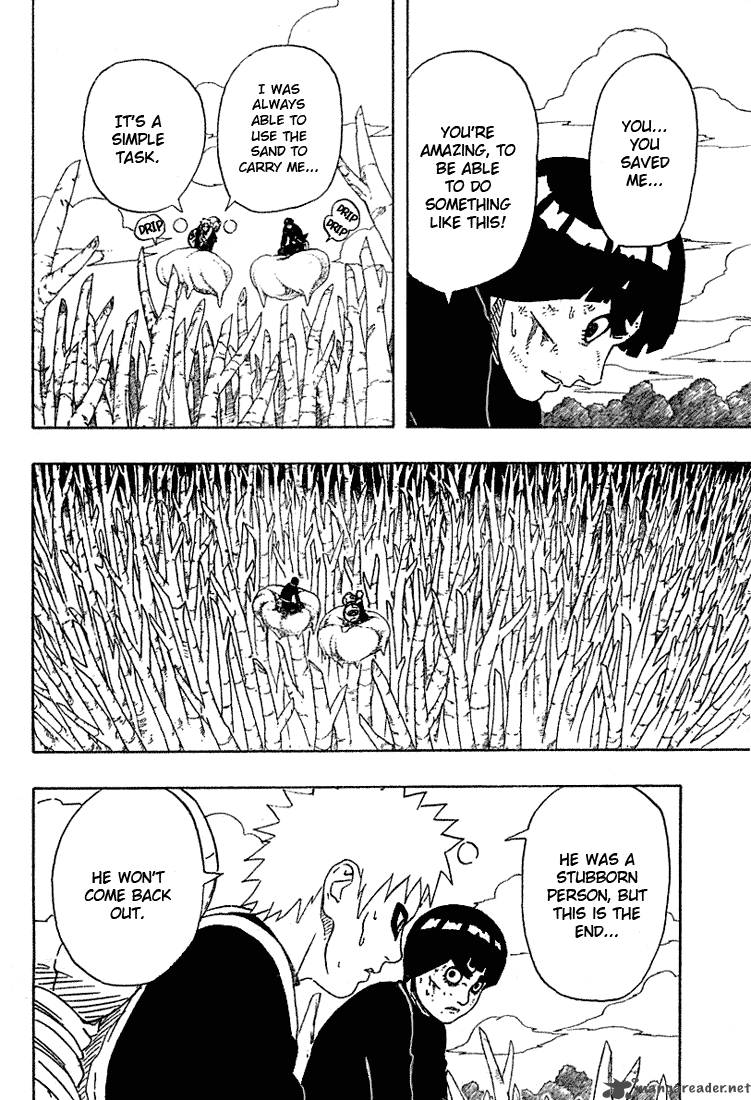 YOU...
YOU
SAVED
ME...
YOU'RE
AMAZING, TO
BE ABLE
TO DO
SOMETHING
LIKE THIS!
I WAS
ALWAYS
ABLE TO
USE THE
SAND TO
CARRY ME...
IT'S A
SIMPLE
TASK.
DRIP
DRIP
DRIP
HE WAS A
STUBBORN
PERSON, BUT
THIS IS THE
END...
HE WON'T
COME BACK
OUT.
mangareader.net